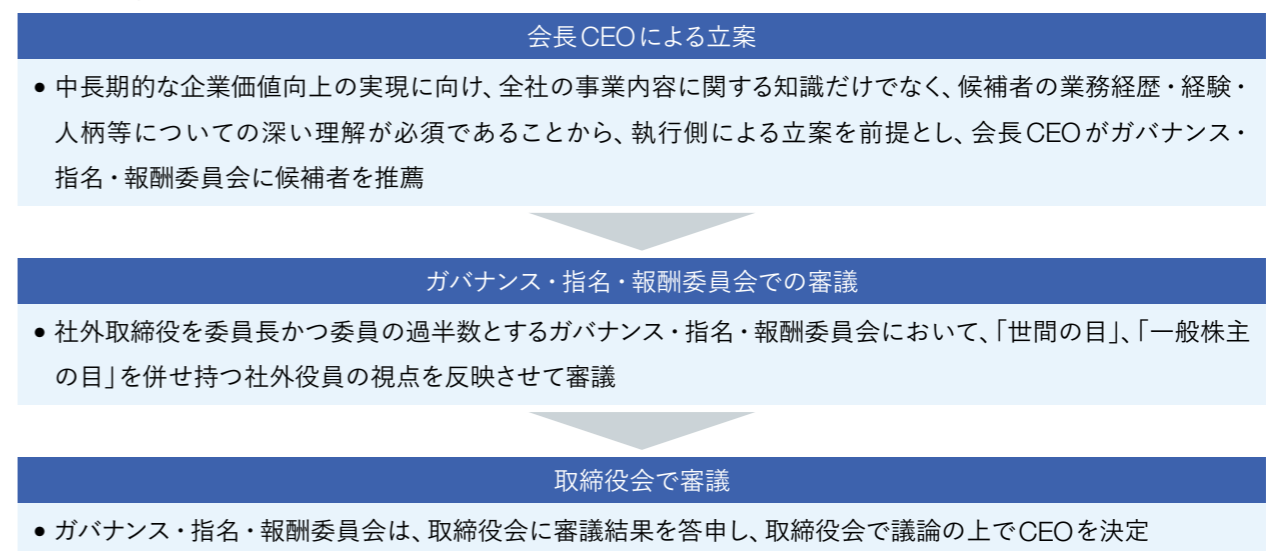 会長CEOによる立案
● 中長期的な企業価値向上の実現に向け、全社の事業内容に関する知識だけでなく、候補者の業務経歴・経験・
人柄等についての深い理解が必須であることから、執行側による立案を前提とし、会長CEOがガバナンス・
指名・報酬委員会に候補者を推薦
ガバナンス・指名・報酬委員会での審議
● 社外取締役を委員長かつ委員の過半数とするガバナンス・指名・報酬委員会において、「世間の目」、「一般株主
の目」を併せ持つ社外役員の視点を反映させて審議
取締役会で審議
● ガバナンス・指名・報酬委員会は、取締役会に審議結果を答申し、取締役会で議論の上でCEOを決定